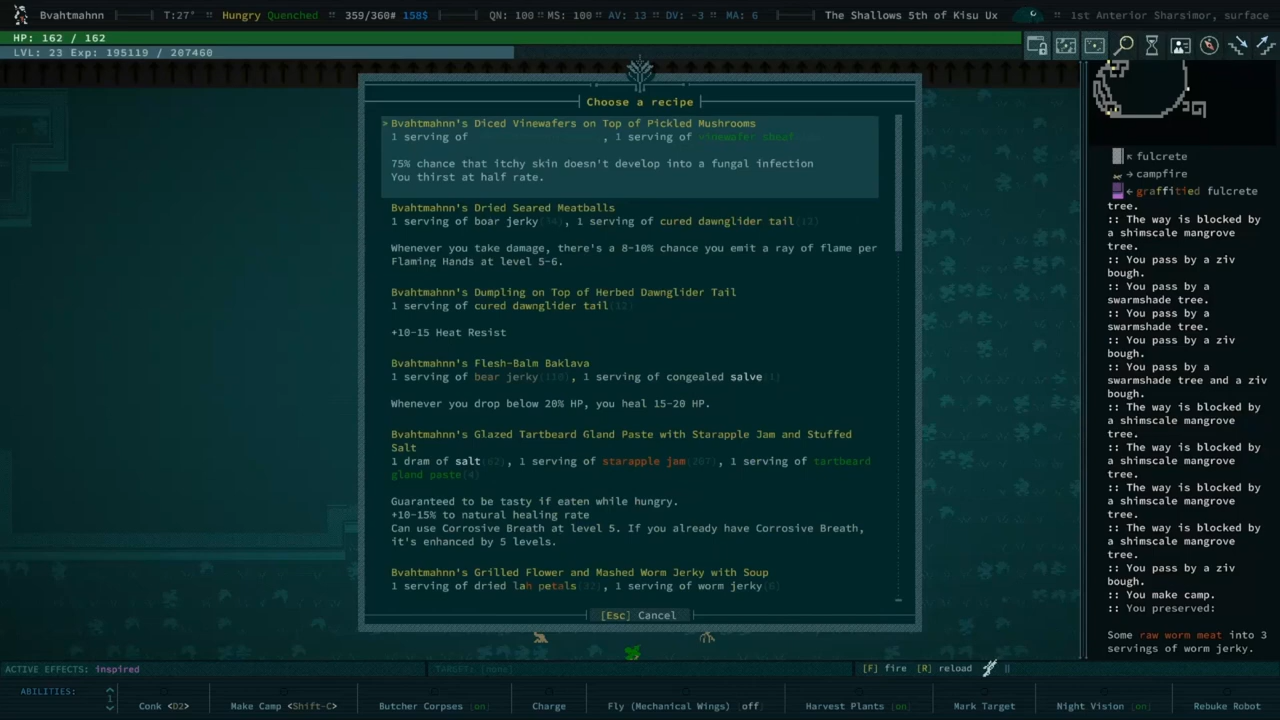 Bvahtmahn
T:27°
Hungry Quenched
359/360# 158$
QN: 100 MS: 100 AV: 13 DV: -3 MA: 6
The Shallows 5th of Kisu Ux
1st Anterior Sharsimor, surface
HP: 162 / 162
LVL: 23 Exp: 195119 / 207460
Choose a recipe
> Bvahtmahnn's Diced Vinewafers on Top of Pickled Mushrooms
1 serving of , 1 serving of vinewafer sheaf
75% chance that itchy skin doesn't develop into a fungal infection
You thirst at half rate.
Bvahtmahnn's Dried Seared Meatballs
1 serving of boar jerky, 1 serving of cured dawnglider tail
Whenever you take damage, there's a 8-10% chance you emit a ray of flame per
Flaming Hands at level 5-6.
Bvahtmahnn's Dumpling on Top of Herbed Dawnglider Tail
1 serving of cured dawnglider tail
+10-15 Heat Resist
Bvahtmahnn's Flesh-Balm Baklava
1 serving of bear jerky, 1 serving of congealed salve
Whenever you drop below 20% HP, you heal 15-20 HP.
Bvahtmahnn's Glazed Tartbeard Gland Paste with Starapple Jam and Stuffed
Salt
1 dram of salt(62), 1 serving of starapple jam(207), 1 serving of tartbeard
gland paste(4)
Guaranteed to be tasty if eaten while hungry.
+10-15% to natural healing rate
Can use Corrosive Breath at level 5. If you already have Corrosive Breath,
it's enhanced by 5 levels.
Bvahtmahnn's Grilled Flower and Mashed Worm Jerky with Soup
1 serving of dried lah petals, 1 serving of worm jerky
[Esc] Cancel
fulcrete
campfire
graffitied fulcrete
tree.
:: The way is blocked by
a shimscale mangrove
tree.
:: You pass by a ziv
bough.
:: You pass by a
swarmshade tree.
:: You pass by a
swarmshade tree.
:: You pass by a ziv
bough.
:: You pass by a
swarmshade tree and a ziv
bough.
:: The way is blocked by
a shimscale mangrove
tree.
:: The way is blocked by
a shimscale mangrove
tree.
:: The way is blocked by
a shimscale mangrove
tree.
:: The way is blocked by
a shimscale mangrove
tree.
:: You pass by a ziv
bough.
:: You make camp.
:: You preserved:
Some raw worm meat into 3
servings of worm jerky.
ACTIVE EFFECTS: inspired
TARGET: [none]
[F] fire [R] reload
ABILITIES:
1
Conk <D2>
Make Camp <Shift-C>
Butcher Corpses [on]
Charge
Fly (Mechanical Wings) [off]
Harvest Plants [on]
Mark Target
Night Vision [on]
Rebuke Robot